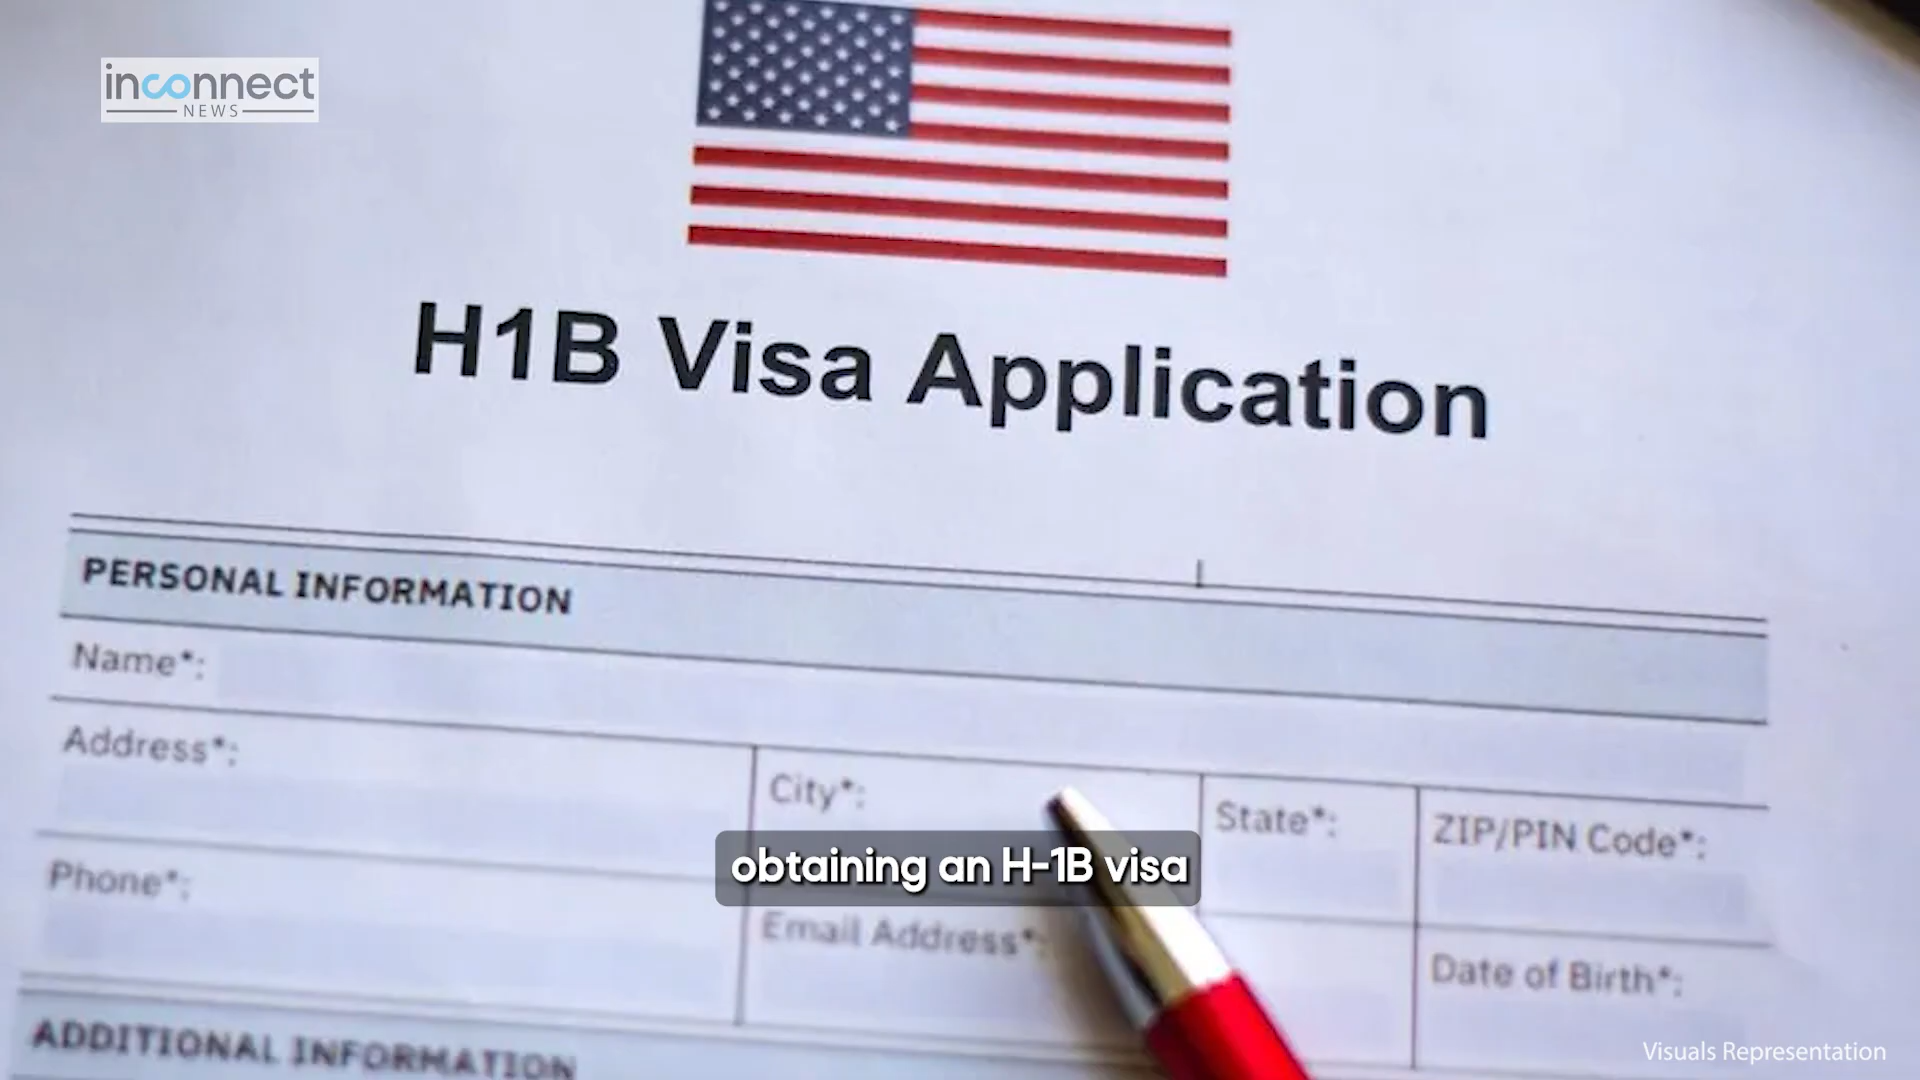 inconnect
NEWS
H1B Visa Application
PERSONAL INFORMATION
Name*:
Address*:
City*:
State*:
ZIP/PIN Code*:
obtaining an H-1B visa
Phone*:
Email Address*:
Date of Birth*:
ADDITIONAL INFORMATION
Visuals Representation